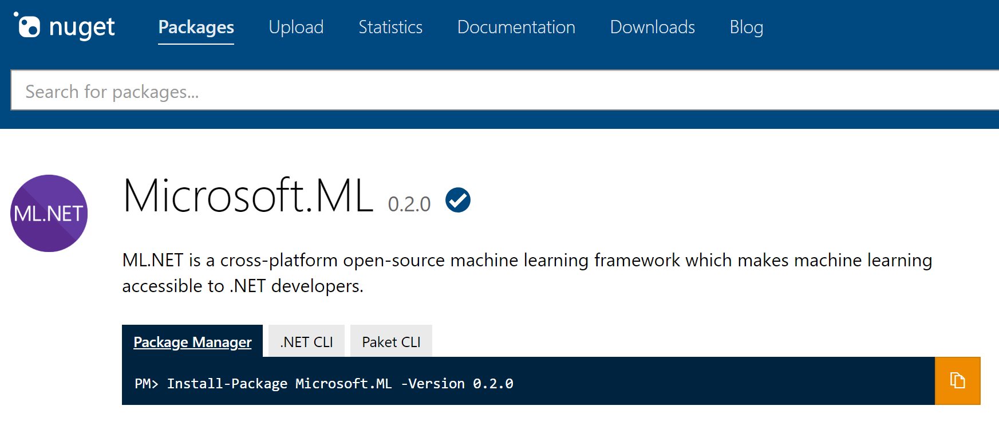 nuget Packages Upload Statistics Documentation Downloads Blog
Search for packages...
ML.NET
Microsoft.ML 0.2.0
ML.NET is a cross-platform open-source machine learning framework which makes machine learning
accessible to .NET developers.
Package Manager .NET CLI Paket CLI
PM> Install-Package Microsoft.ML -Version 0.2.0